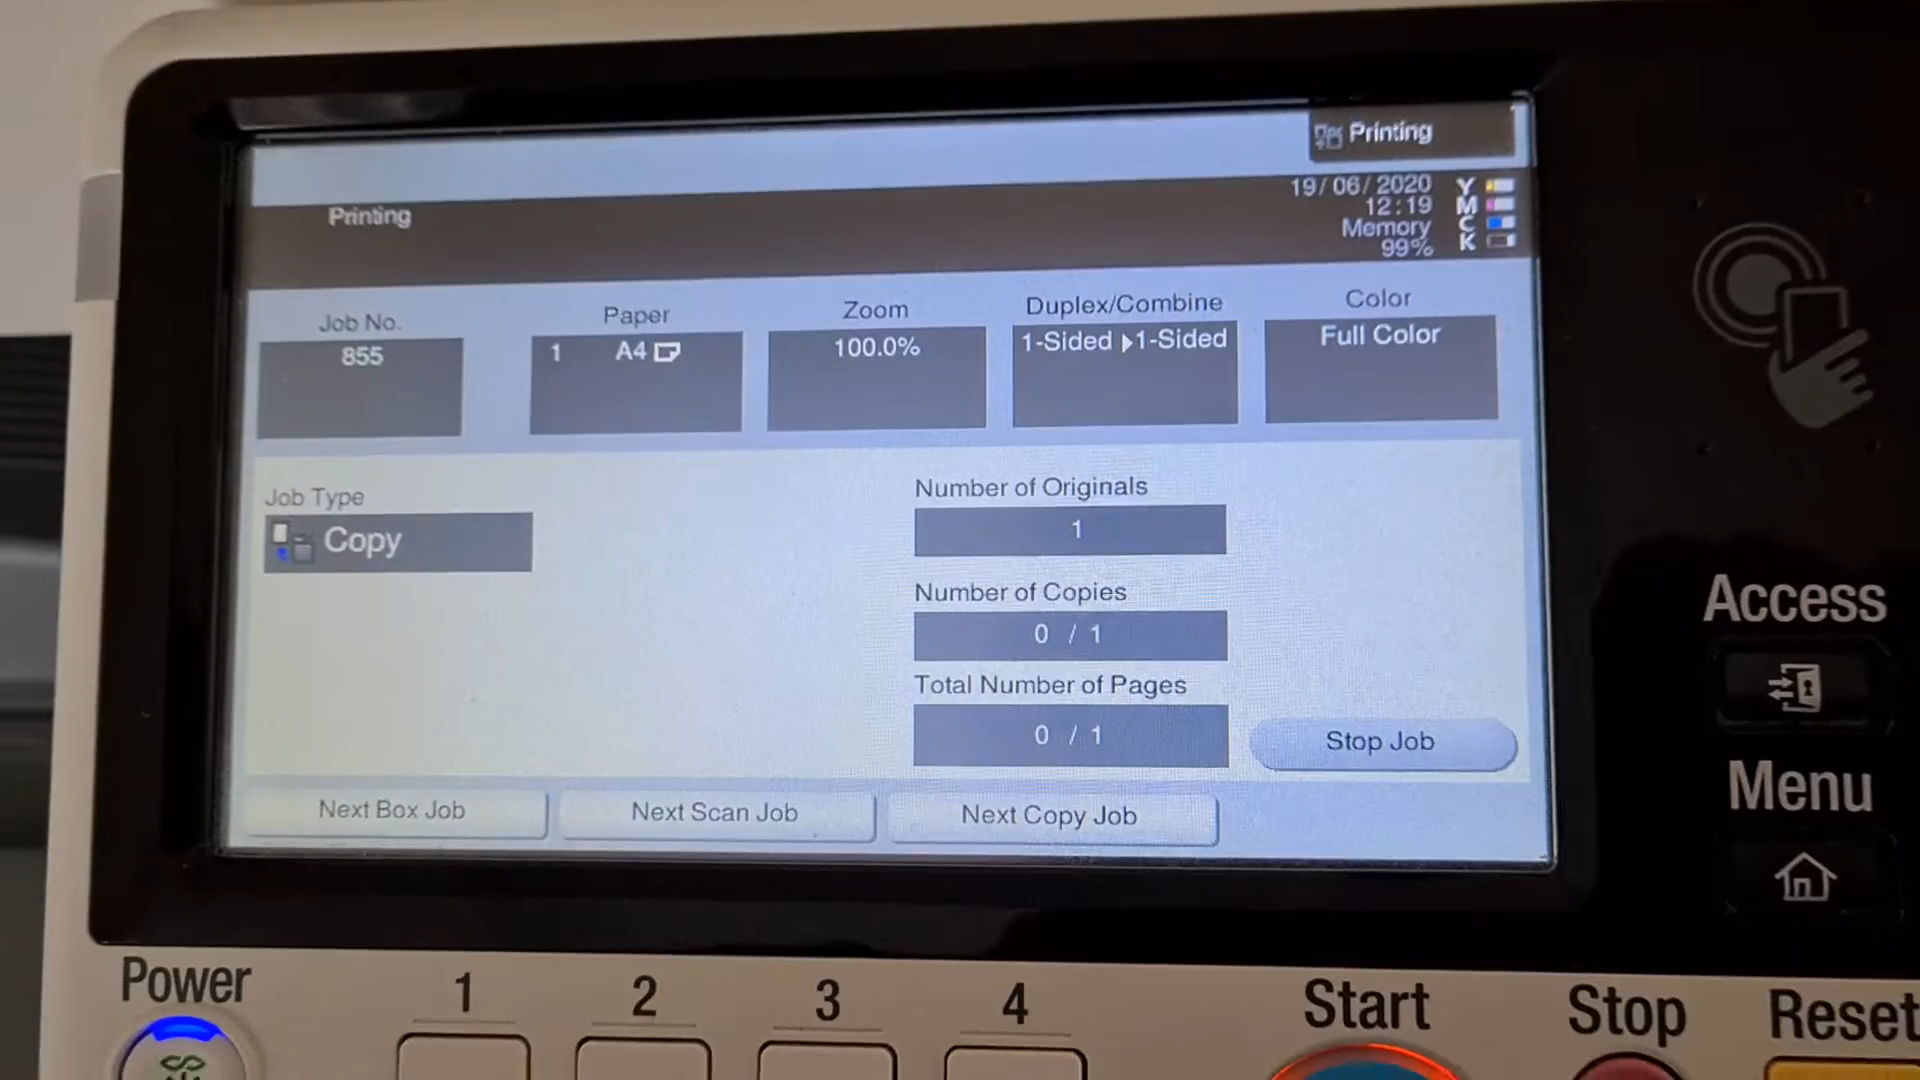 Printing
Printing
19/06/2020
12:19
Memory
99%
Y
M
C
K
Job No.
855
Paper
1 A4
Zoom
100.0%
Duplex/Combine
1-Sided ▶1-Sided
Color
Full Color
Job Type
Copy
Number of Originals
1
Number of Copies
0 / 1
Total Number of Pages
0 / 1
Stop Job
Next Box Job
Next Scan Job
Next Copy Job
Access
Menu
Power
1
2
3
4
Start
Stop
Reset